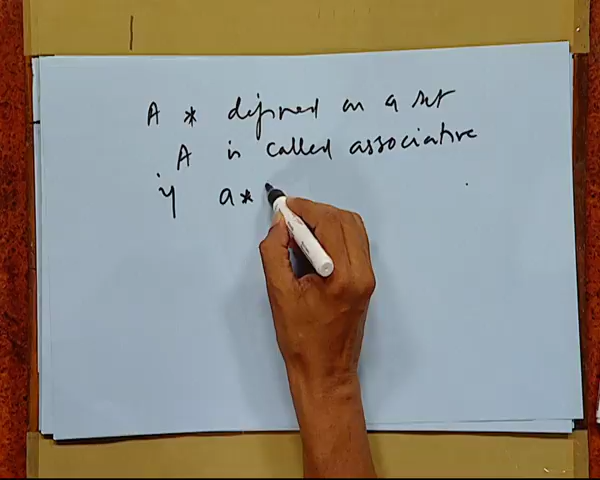 A * defined on a set
A is called associative
if a *